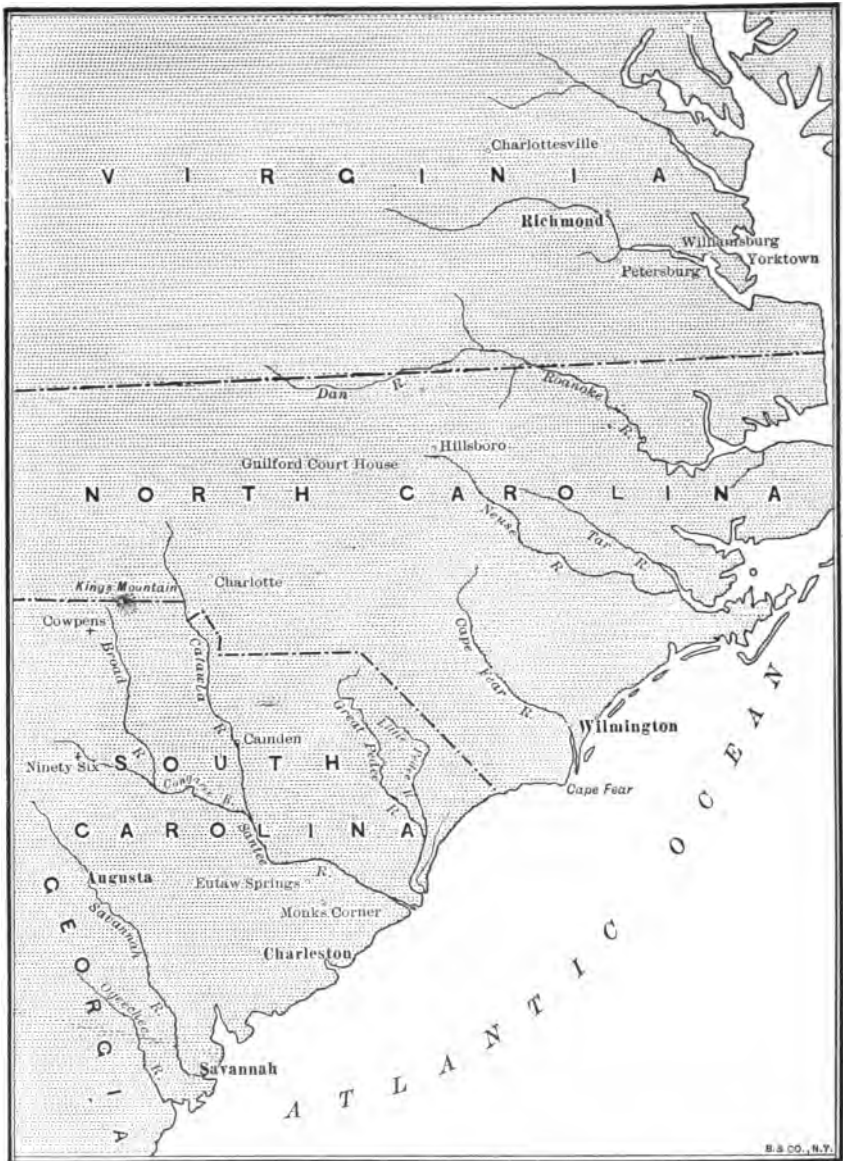 Charlottesville
VIRGINIA
Richmond
Williamsburg
Yorktown
Petersburg
Dan R.
Roanoke R.
Hillsboro
Guilford Court House
NORTH CAROLINA
Neuse R.
Tar R.
Kings Mountain
Charlotte
Cowpens
Broad R.
Catawba R.
Cape Fear R.
Great Pedee R.
Little Pedee R.
Wilmington
Camden
Ninety Six
SOUTH
Congaree R.
Cape Fear
CAROLINA
Santee R.
Augusta
Eutaw Springs
Monks Corner
Savannah R.
GEORGIA
Charleston
Ogeechee R.
Savannah
ATLANTIC OCEAN
B. & CO., N.Y.